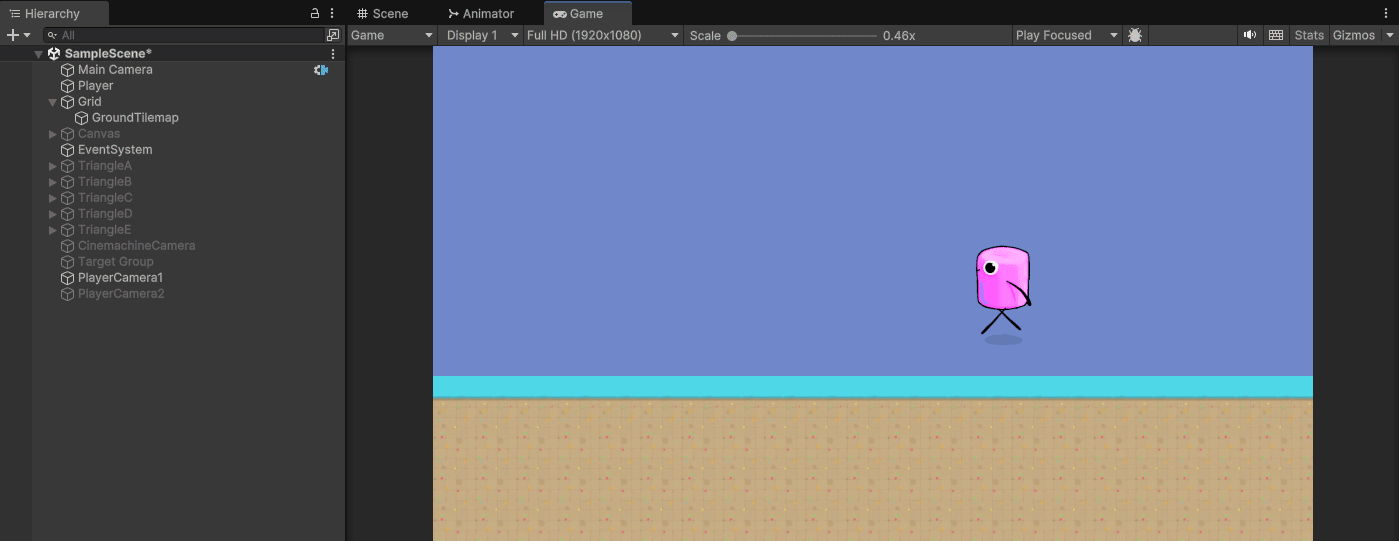 Hierarchy
All
SampleScene*
Main Camera
Player
Grid
GroundTilemap
Canvas
EventSystem
TriangleA
TriangleB
TriangleC
TriangleD
TriangleE
CinemachineCamera
Target Group
PlayerCamera1
PlayerCamera2
Scene Animator Game
Game Display 1 Full HD (1920x1080) Scale 0.46x Play Focused Stats Gizmos